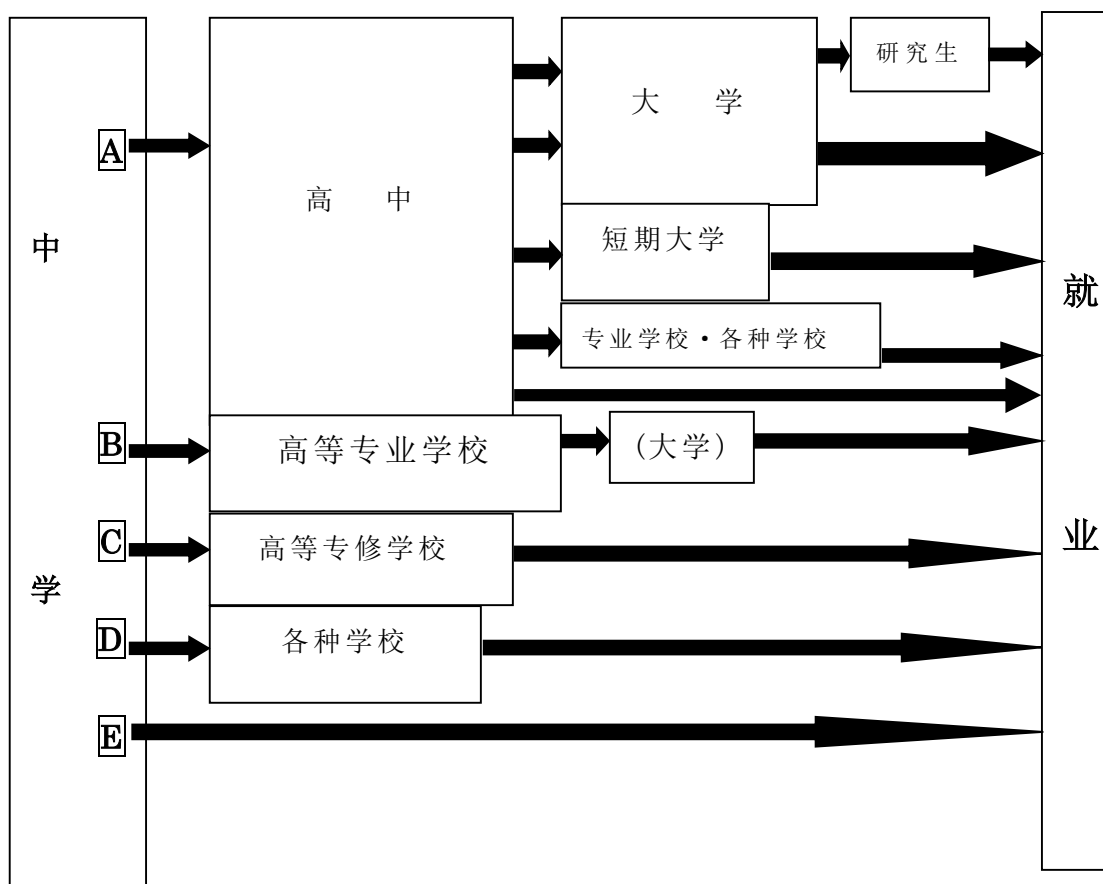 中学
A
高中
大学
研究生
短期大学
专业学校・各种学校
B
高等专业学校
(大学)
C
高等专修学校
D
各种学校
E
就业